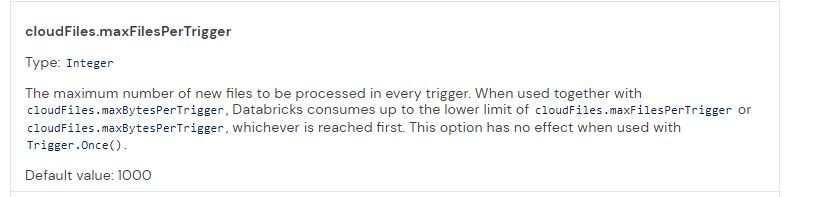 cloudFiles.maxFilesPerTrigger
Type: Integer
The maximum number of new files to be processed in every trigger. When used together with
cloudFiles.maxBytesPerTrigger, Databricks consumes up to the lower limit of cloudFiles.maxFilesPerTrigger or
cloudFiles.maxBytesPerTrigger, whichever is reached first. This option has no effect when used with
Trigger.Once().
Default value: 1000